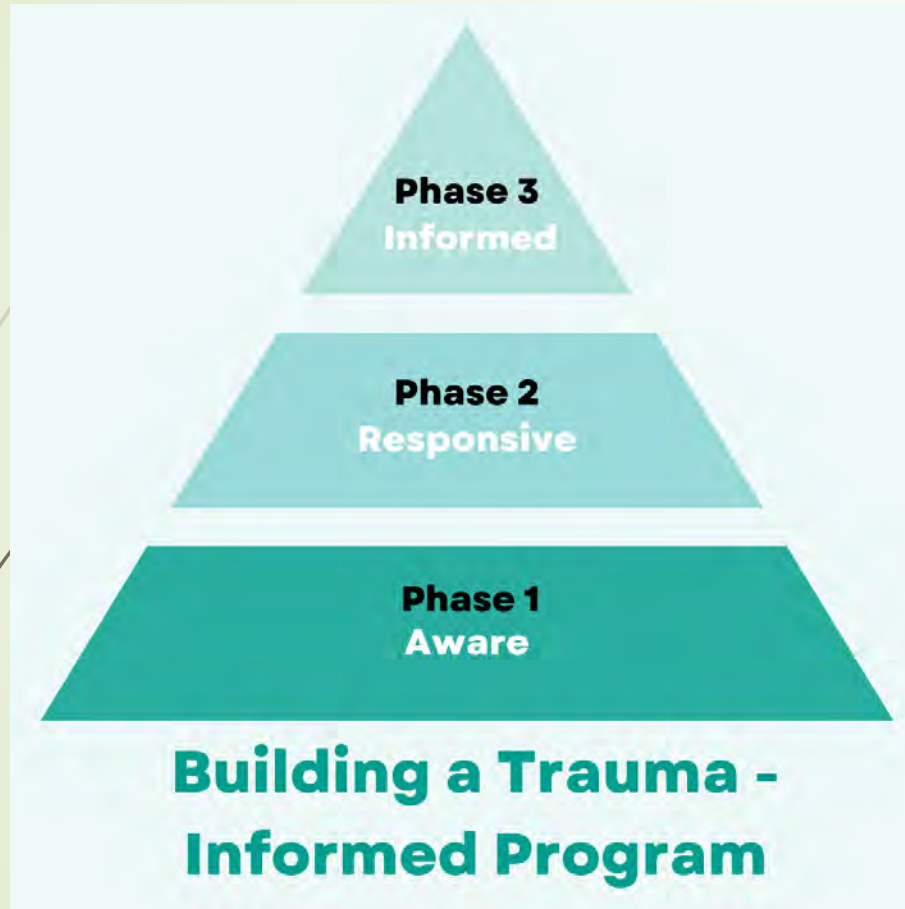 Phase 3
Informed
Phase 2
Responsive
Phase 1
Aware
Building a Trauma -
Informed Program